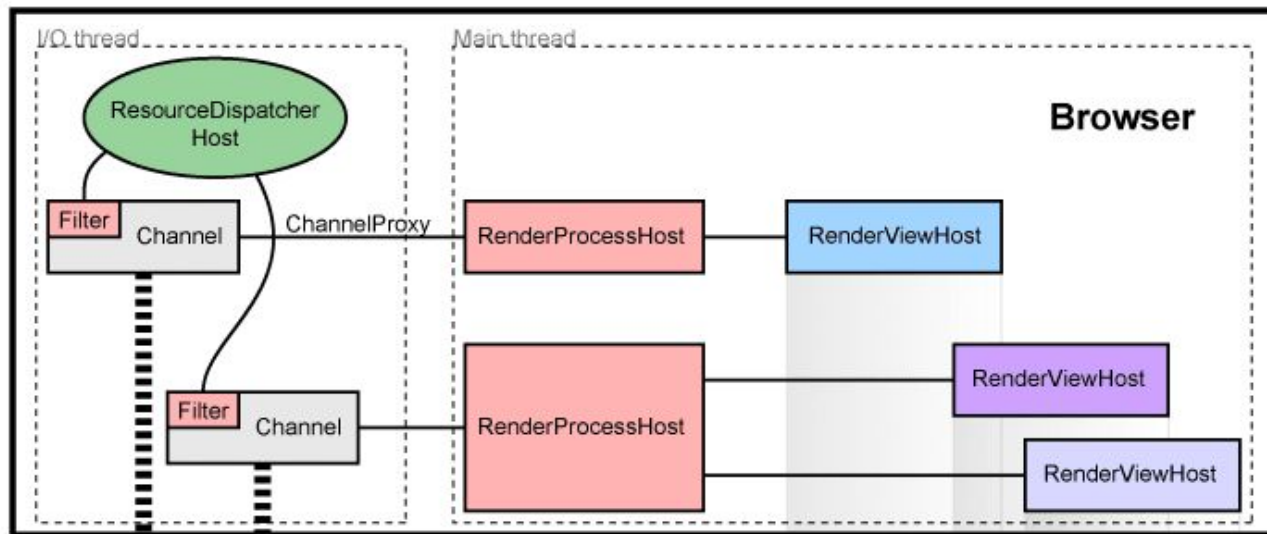 I/O thread
Main thread
ResourceDispatcher
Host
Browser
Filter
Channel
ChannelProxy
RenderProcessHost
RenderViewHost
RenderViewHost
Filter
Channel
RenderProcessHost
RenderViewHost